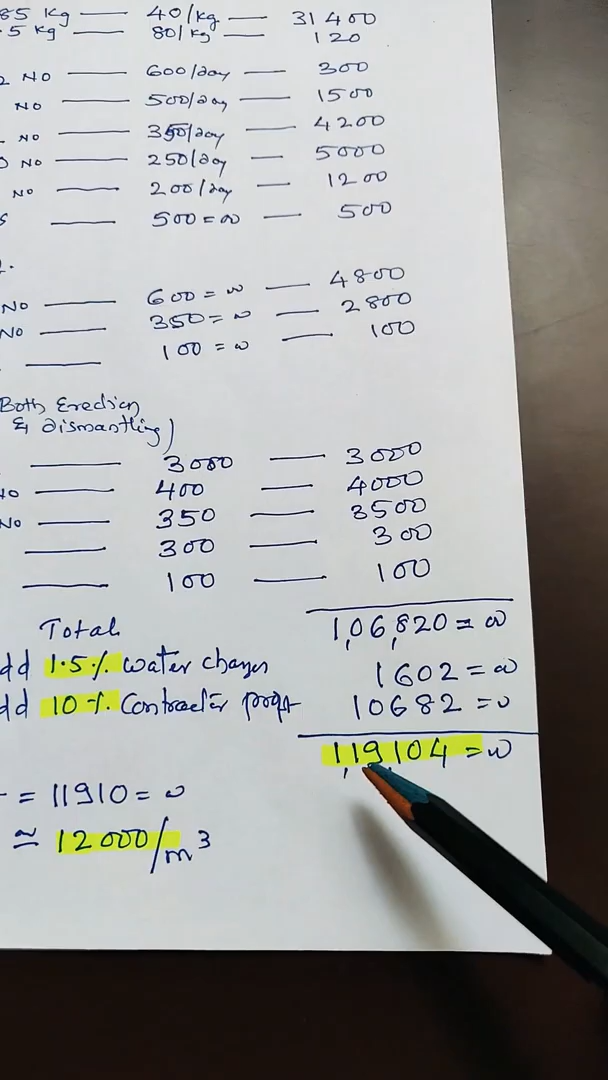 85 Kg — 40/kg — 31400
.5 kg — 80/kg — 120
2 NO — 600/day — 300
NO — 500/day — 1500
NO — 350/day — 4200
0 NO — 250/day — 5000
NO — 200/day — 1200
s — 500=00 — 500
NO — 600=00 — 4800
NO — 350=00 — 2800
— 100=00 — 100
Both Erection
& dismantling)
— 3000 — 3000
NO — 400 — 4000
NO — 350 — 3500
— 300 — 300
— 100 — 100
Total 1,06,820=00
dd 1.5% water charges 1602=00
dd 10% Contractor profit 10682=00
1,19,104=00
= 11910=00
≈ 12000/m³